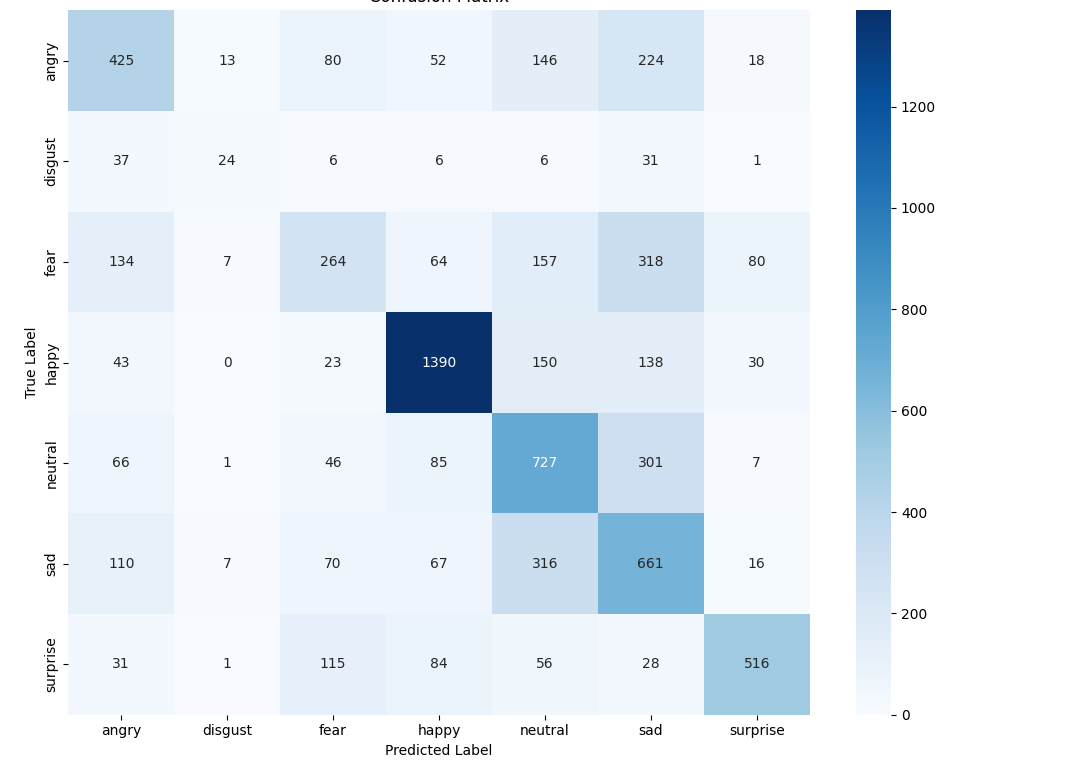 Confusion Matrix
angry 425 13 80 52 146 224 18
disgust 37 24 6 6 6 31 1
fear 134 7 264 64 157 318 80
happy 43 0 23 1390 150 138 30
neutral 66 1 46 85 727 301 7
sad 110 7 70 67 316 661 16
surprise 31 1 115 84 56 28 516
True Label
angry disgust fear happy neutral sad surprise
Predicted Label
1200
1000
800
600
400
200
0